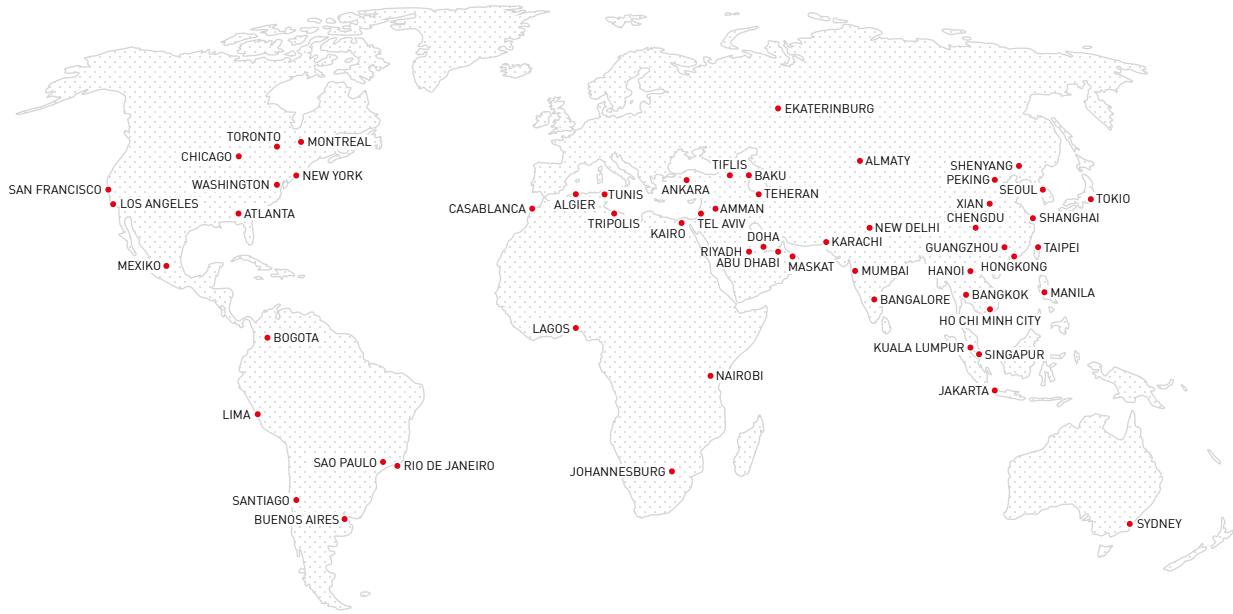 EKATERINBURG
TORONTO
MONTREAL
CHICAGO
ALMATY
TIFLIS
BAKU
SHENYANG
PEKING
SEOUL
NEW YORK
WASHINGTON
SAN FRANCISCO
ANKARA
TEHERAN
TUNIS
ALGIER
TOKIO
XIAN
LOS ANGELES
ATLANTA
CASABLANCA
TRIPOLIS
AMMAN
TEL AVIV
KAIRO
CHENGDU
SHANGHAI
NEW DELHI
DOHA
KARACHI
RIYADH
ABU DHABI
MASKAT
GUANGZHOU
TAIPEI
HONGKONG
MEXIKO
MUMBAI
HANOI
BANGALORE
BANGKOK
MANILA
HO CHI MINH CITY
LAGOS
BOGOTA
KUALA LUMPUR
SINGAPUR
NAIROBI
JAKARTA
LIMA
SAO PAULO
RIO DE JANEIRO
JOHANNESBURG
SANTIAGO
BUENOS AIRES
SYDNEY